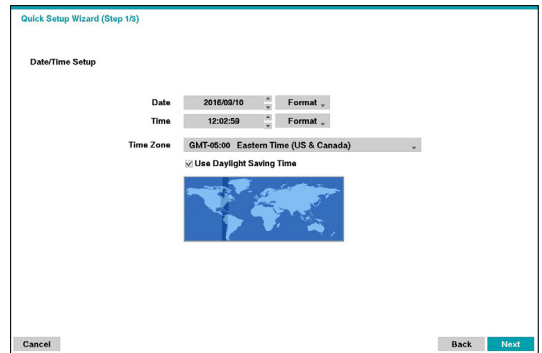 Quick Setup Wizard (Step 1/3)
Date/Time Setup
Date 2016/09/10 Format
Time 12:02:59 Format
Time Zone GMT-05:00 Eastern Time (US & Canada)
Use Daylight Saving Time
Cancel Back Next